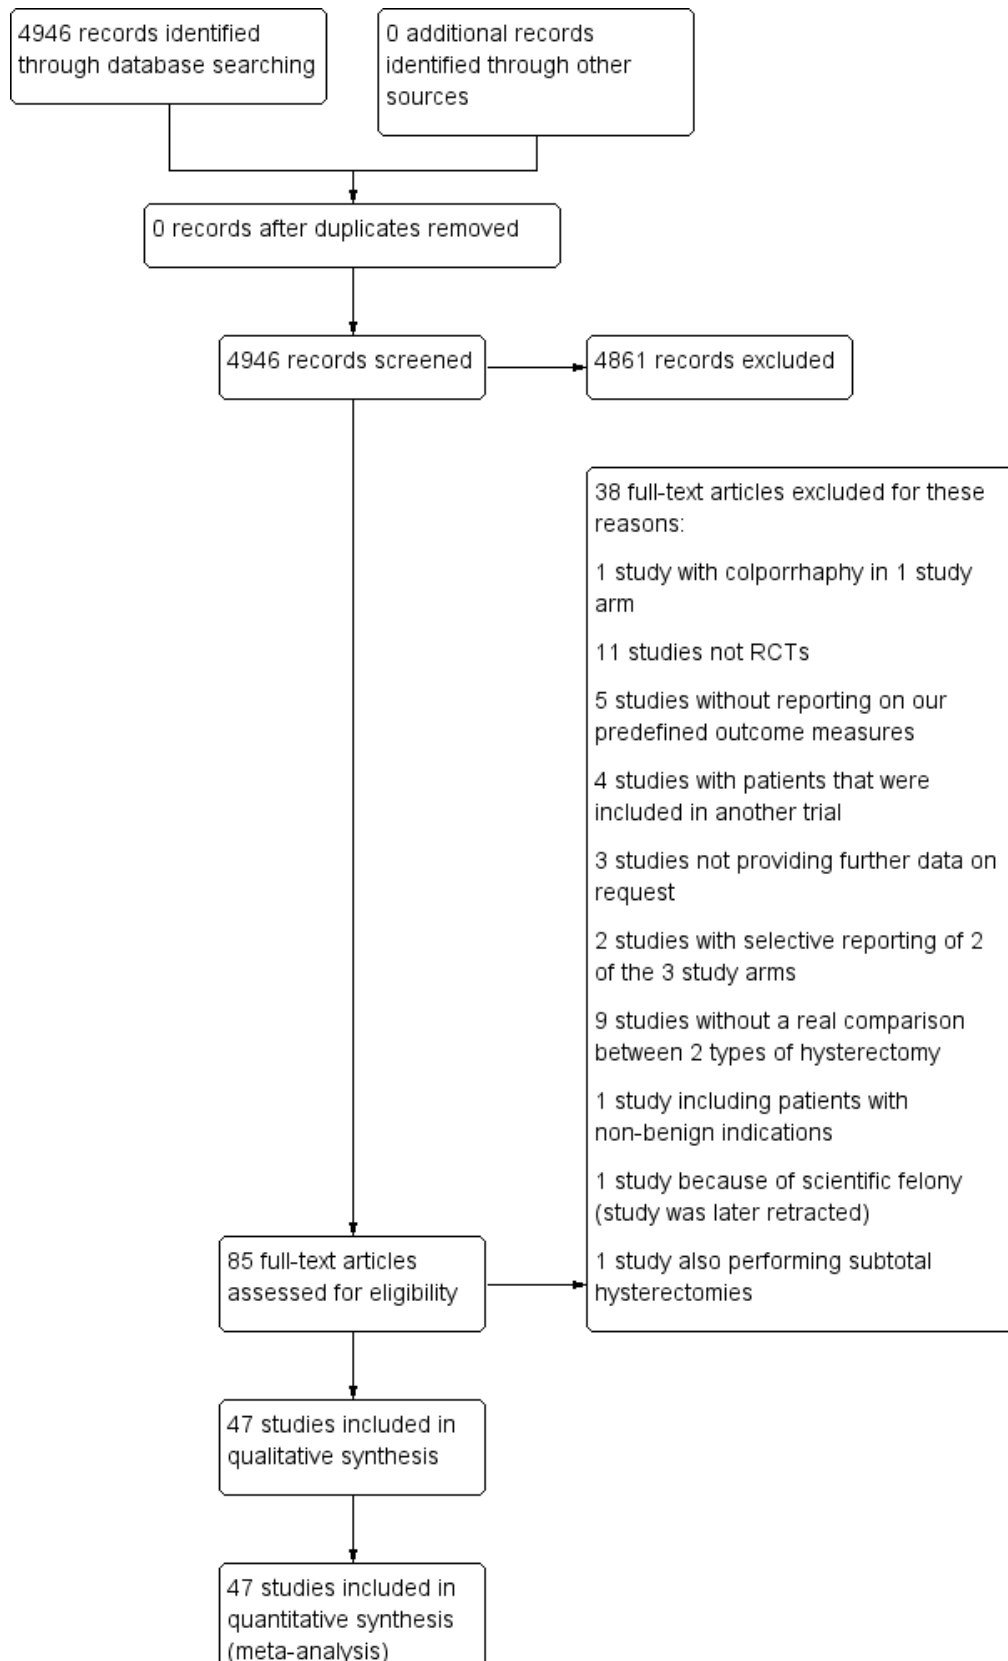 4946 records identified
through database searching
0 additional records
identified through other
sources
0 records after duplicates removed
4946 records screened
4861 records excluded
38 full-text articles excluded for these
reasons:
1 study with colporrhaphy in 1 study
arm
11 studies not RCTs
5 studies without reporting on our
predefined outcome measures
4 studies with patients that were
included in another trial
3 studies not providing further data on
request
2 studies with selective reporting of 2
of the 3 study arms
9 studies without a real comparison
between 2 types of hysterectomy
1 study including patients with
non-benign indications
1 study because of scientific felony
(study was later retracted)
1 study also performing subtotal
hysterectomies
85 full-text articles
assessed for eligibility
47 studies included in
qualitative synthesis
47 studies included in
quantitative synthesis
(meta-analysis)